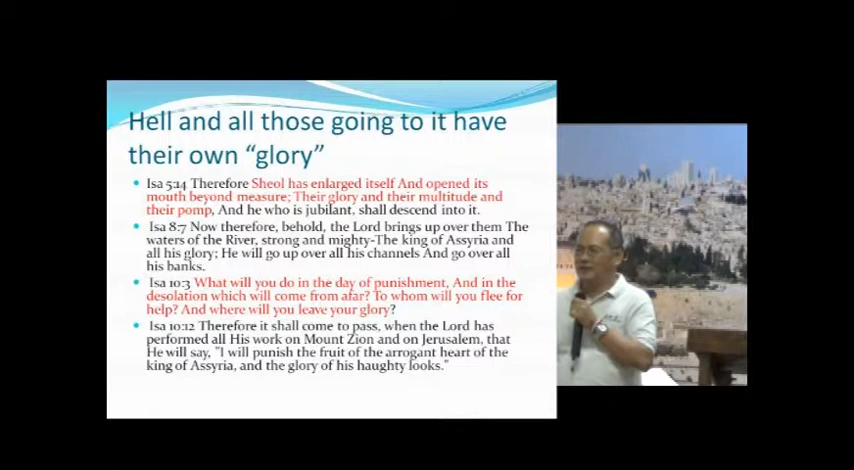 Hell and all those going to it have
their own “glory”
• Isa 5:14 Therefore Sheol has enlarged itself And opened its
mouth beyond measure; Their glory and their multitude and
their pomp, And he who is jubilant, shall descend into it.
• Isa 8:7 Now therefore, behold, the Lord brings up over them The
waters of the River, strong and mighty-The king of Assyria and
all his glory; He will go up over all his channels And go over all
his banks.
• Isa 10:3 What will you do in the day of punishment, And in the
desolation which will come from afar? To whom will you flee for
help? And where will you leave your glory?
• Isa 10:12 Therefore it shall come to pass, when the Lord has
performed all His work on Mount Zion and on Jerusalem, that
He will say, "I will punish the fruit of the arrogant heart of the
king of Assyria, and the glory of his haughty looks."